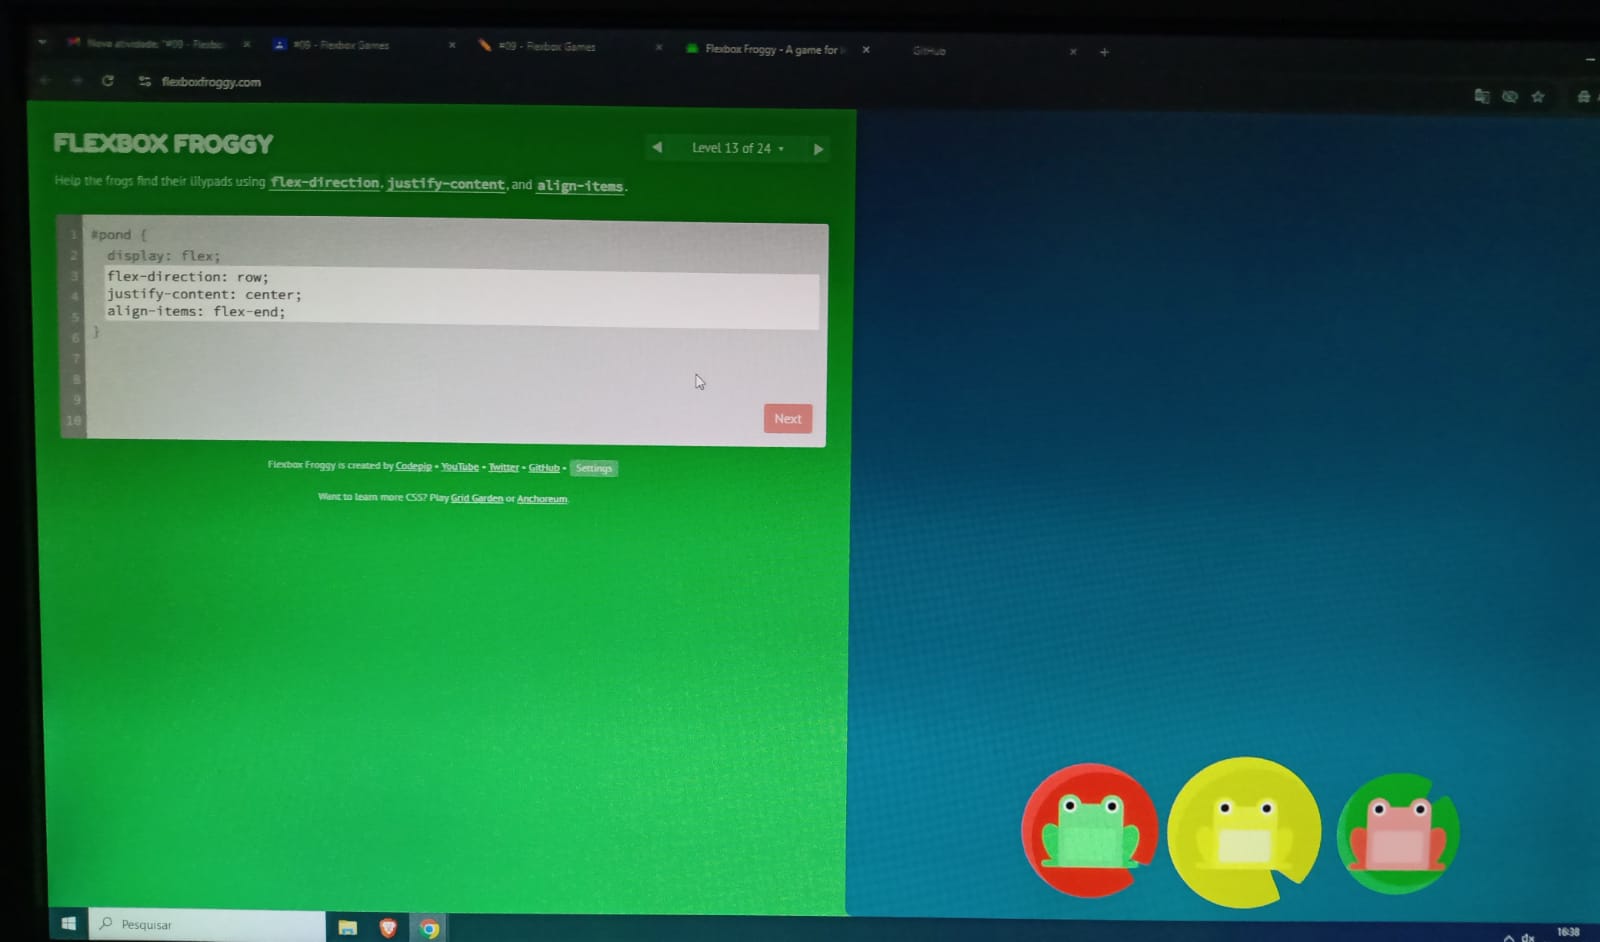 Nova atividade: "#09 - Flexbo
#09 - Flexbox Games
#09 - Flexbox Games
Flexbox Froggy - A game for
GitHub
flexboxfroggy.com
FLEXBOX FROGGY
Level 13 of 24
Help the frogs find their lilypads using flex-direction, justify-content, and align-items.
1 #pond {
2 display: flex;
3 flex-direction: row;
4 justify-content: center;
5 align-items: flex-end;
6 }
7
8
9
10
Next
Flexbox Froggy is created by Codepip • YouTube • Twitter • GitHub • Settings
Want to learn more CSS? Play Grid Garden or Anchoreum.
Pesquisar
16:38